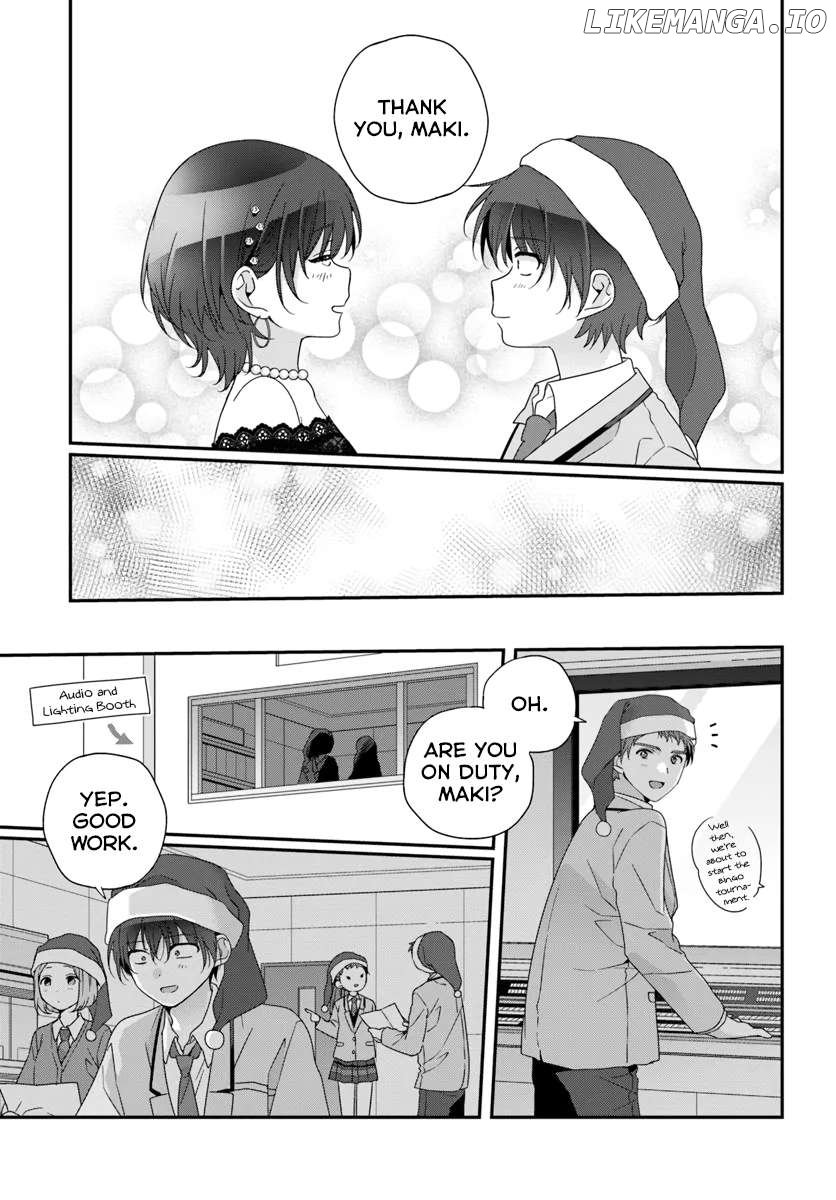 LIKEMANGA.IO
THANK
YOU, MAKI.
OH.
ARE YOU
ON DUTY,
MAKI?
Well
then,
we're
about to
start the
Bingo
tourna-
ment.
Audio and
Lighting Booth
YEP.
GOOD
WORK.